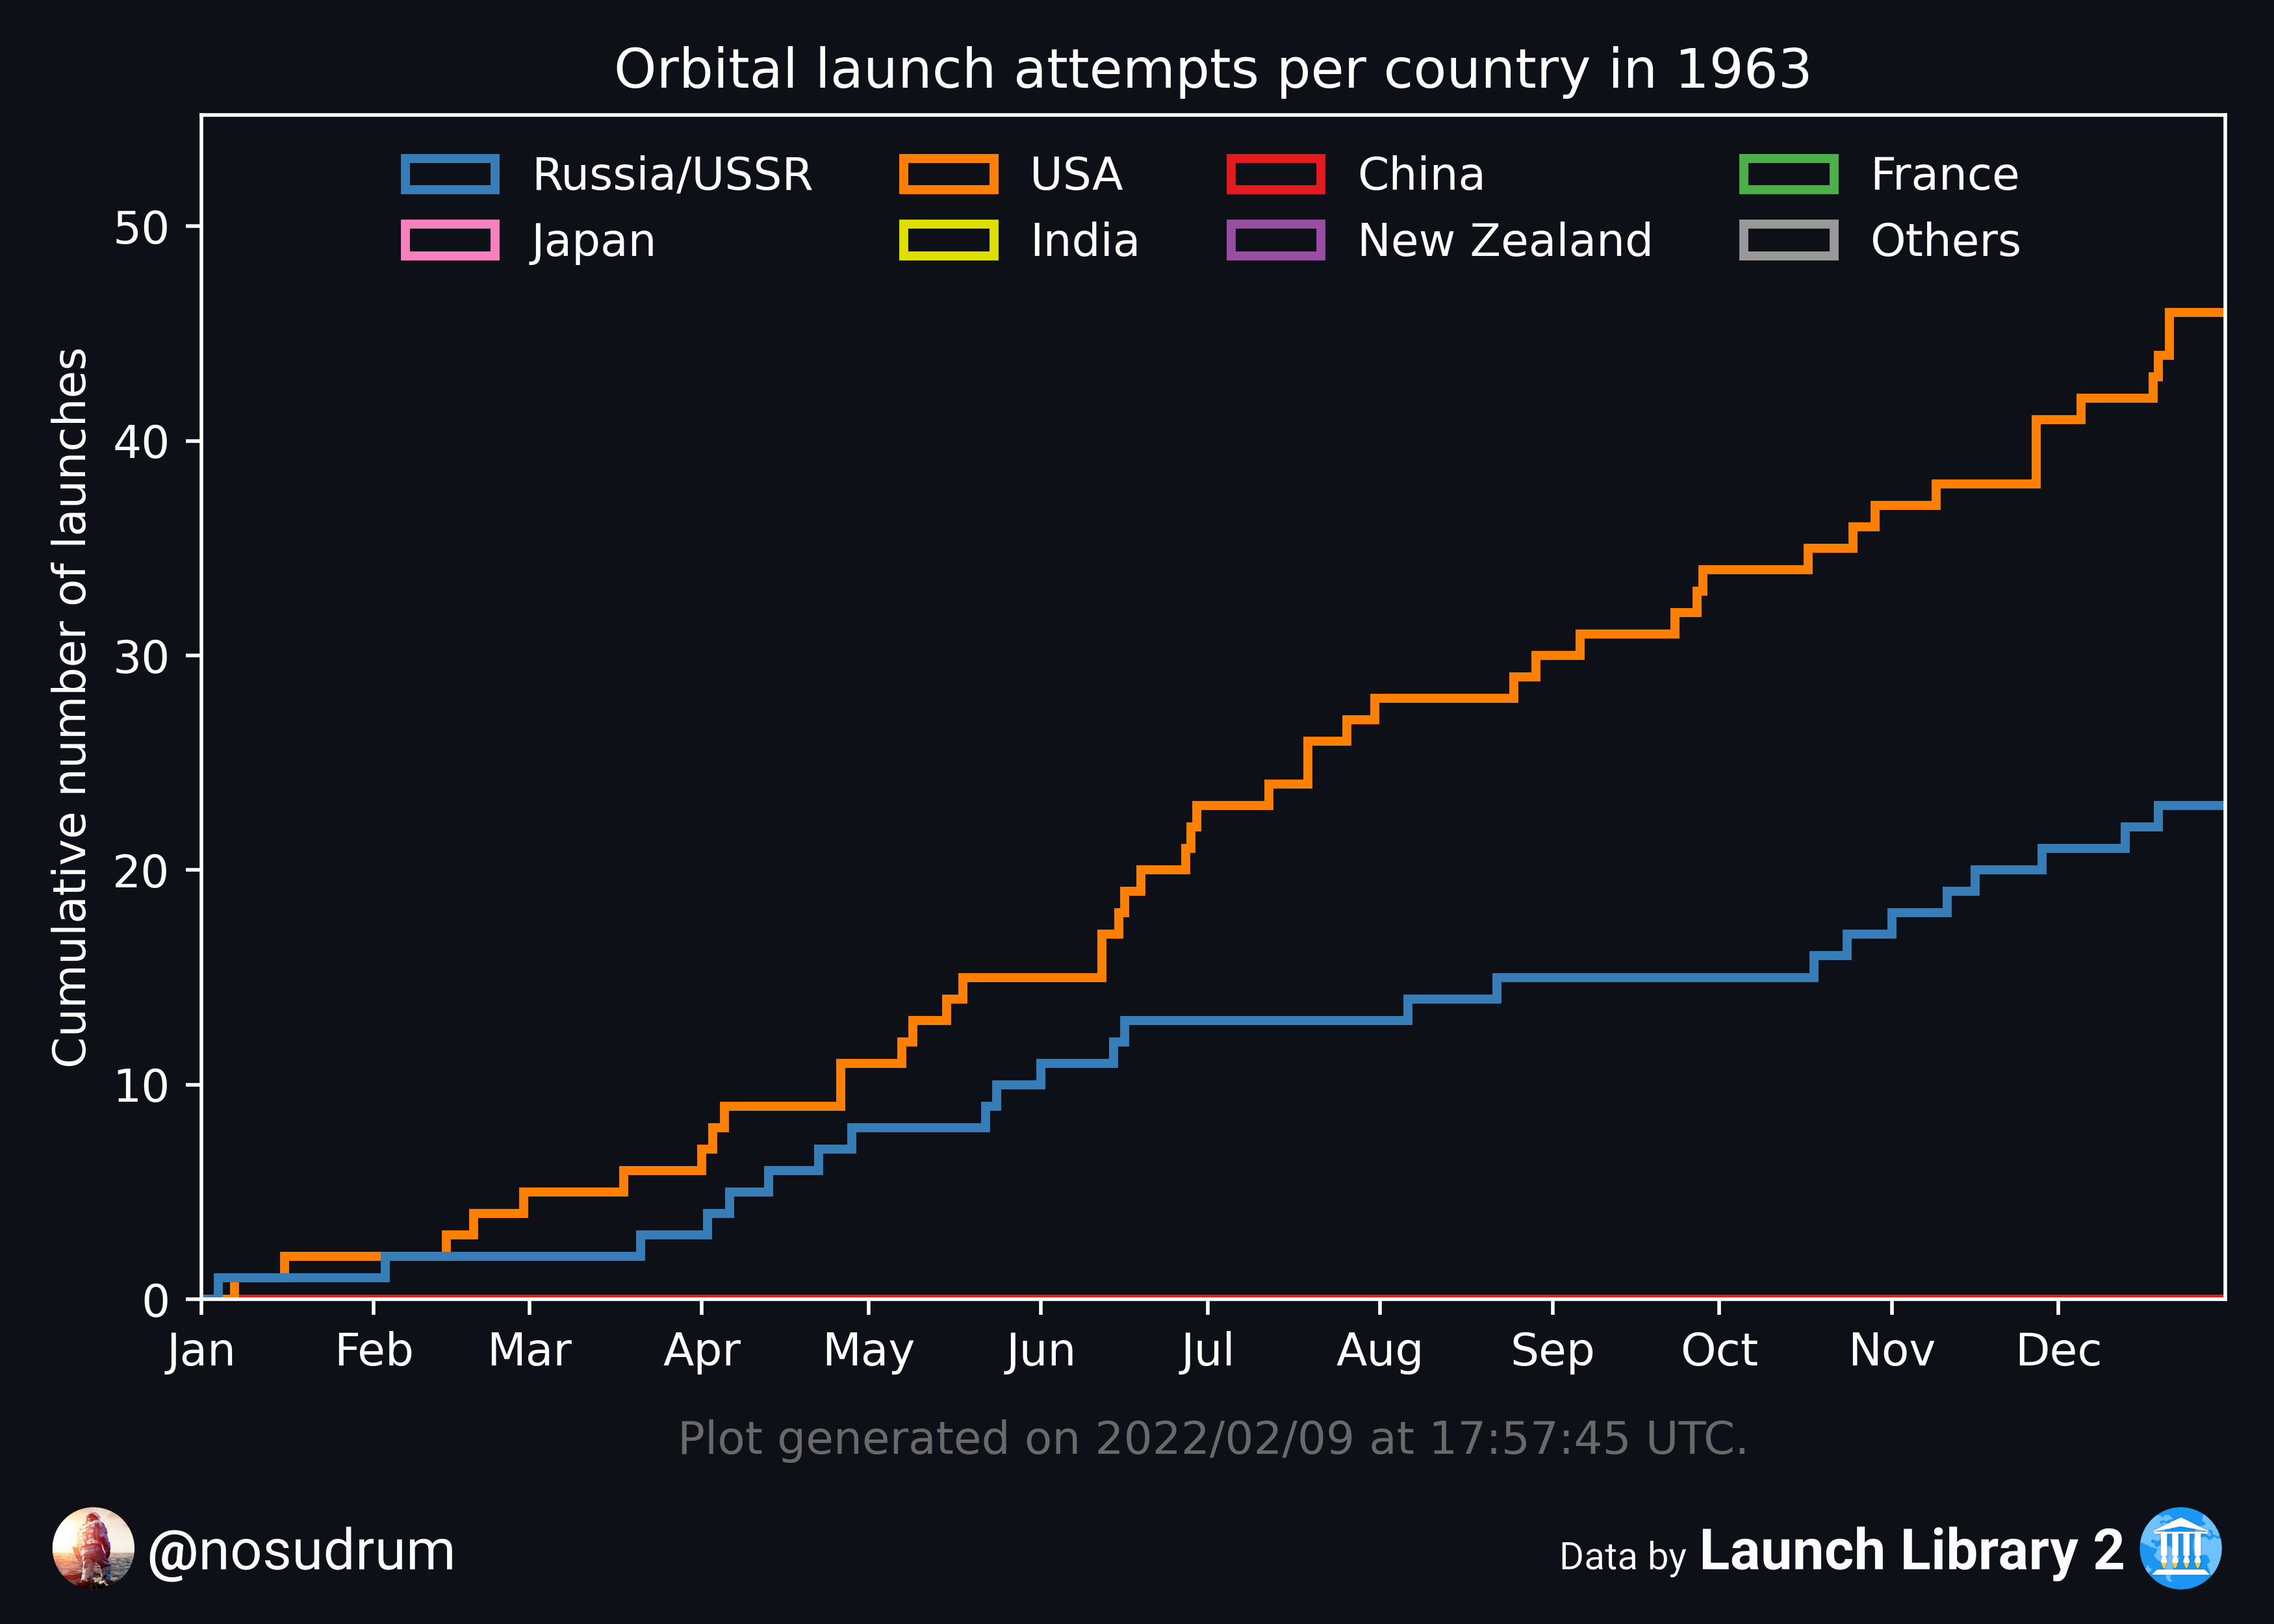 Orbital launch attempts per country in 1963
Russia/USSR USA China France
Japan India New Zealand Others
Cumulative number of launches
50
40
30
20
10
0
Jan Feb Mar Apr May Jun Jul Aug Sep Oct Nov Dec
Plot generated on 2022/02/09 at 17:57:45 UTC.
@nosudrum
Data by Launch Library 2